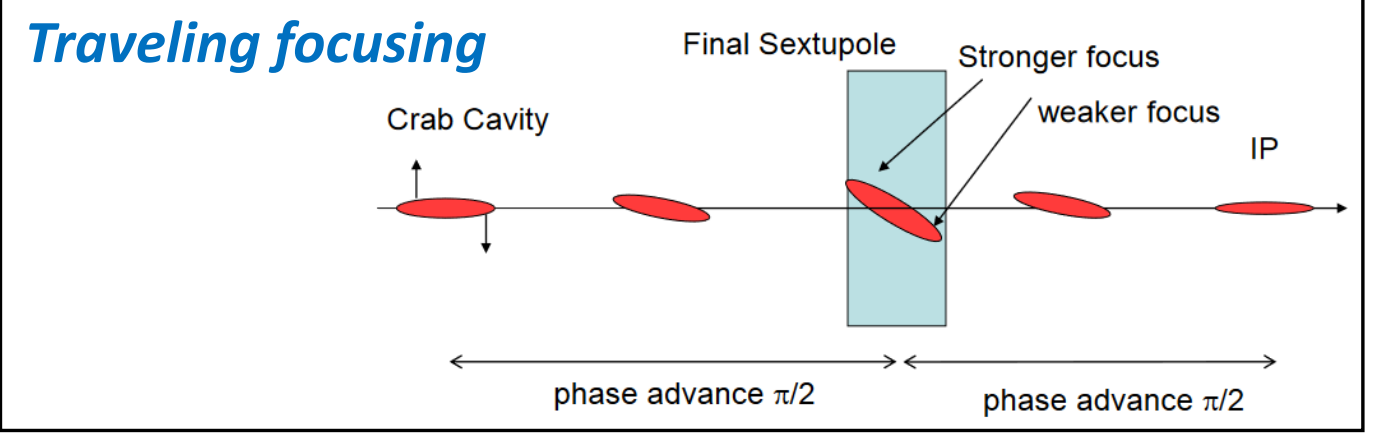 Traveling focusing
Final Sextupole
Stronger focus
Crab Cavity
weaker focus
IP
phase advance π/2
phase advance π/2